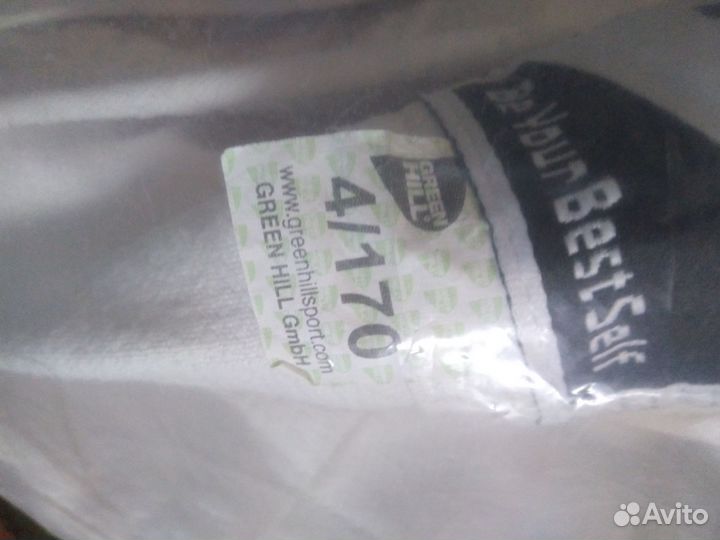 GREEN
HILL
4/170
www.greenhillsport.com
GREEN HILL GmbH
Be Your Best Self
Avito